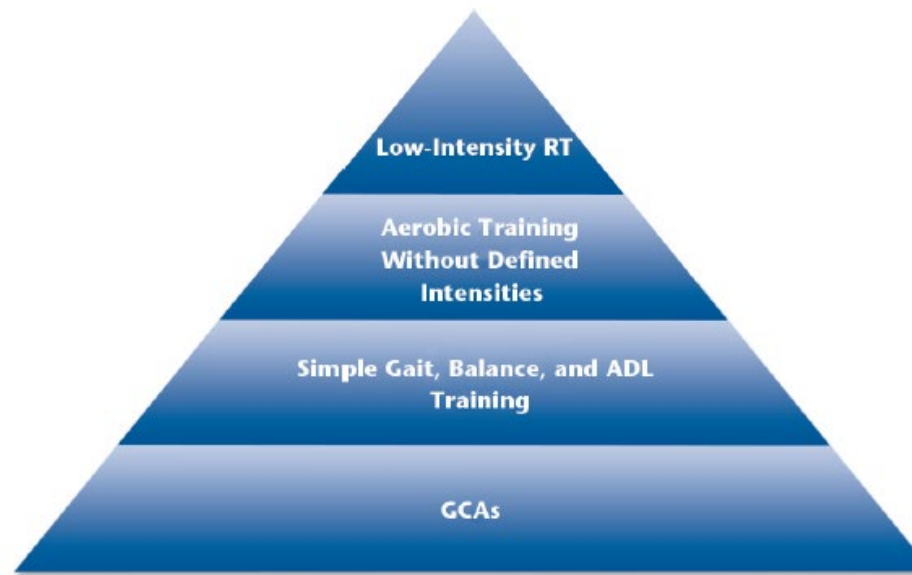 Low-Intensity RT
Aerobic Training
Without Defined
Intensities
Simple Gait, Balance, and ADL
Training
GCAs